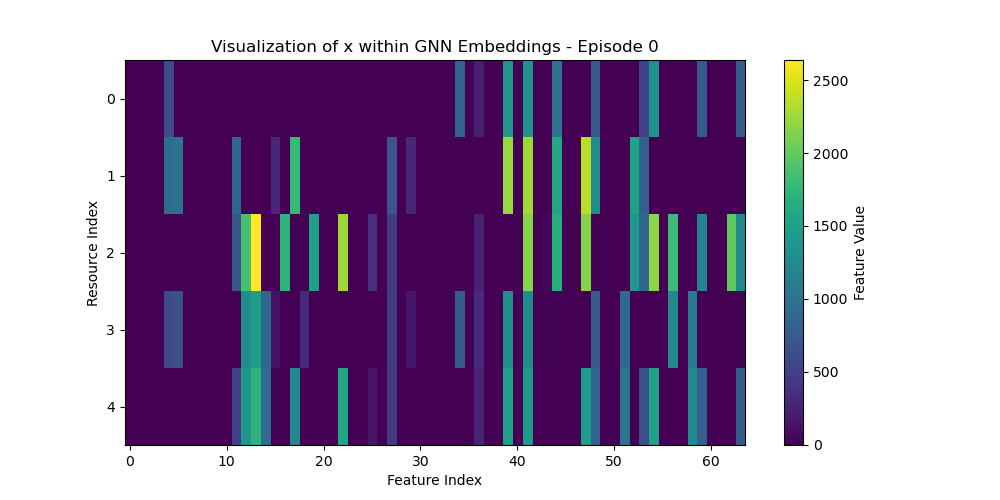 Visualization of x within GNN Embeddings - Episode 0
0
1
2
3
4
Resource Index
0 10 20 30 40 50 60
Feature Index
2500
2000
1500
1000
500
0
Feature Value